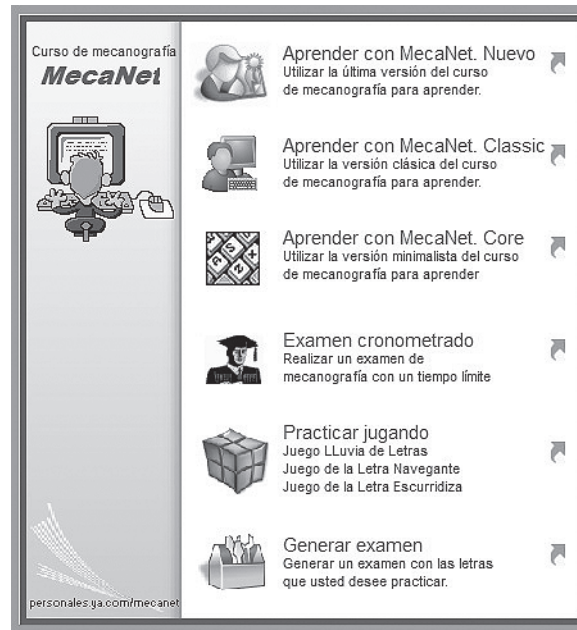 Curso de mecanografía
MecaNet
personales.ya.com/mecanet
Aprender con MecaNet. Nuevo
Utilizar la última versión del curso
de mecanografía para aprender.
Aprender con MecaNet. Classic
Utilizar la versión clásica del curso
de mecanografía para aprender.
Aprender con MecaNet. Core
Utilizar la versión minimalista del curso
de mecanografía para aprender
Examen cronometrado
Realizar un examen de
mecanografía con un tiempo límite
Practicar jugando
Juego LLuvia de Letras
Juego de la Letra Navegante
Juego de la Letra Escurridiza
Generar examen
Generar un examen con las letras
que usted desee practicar.